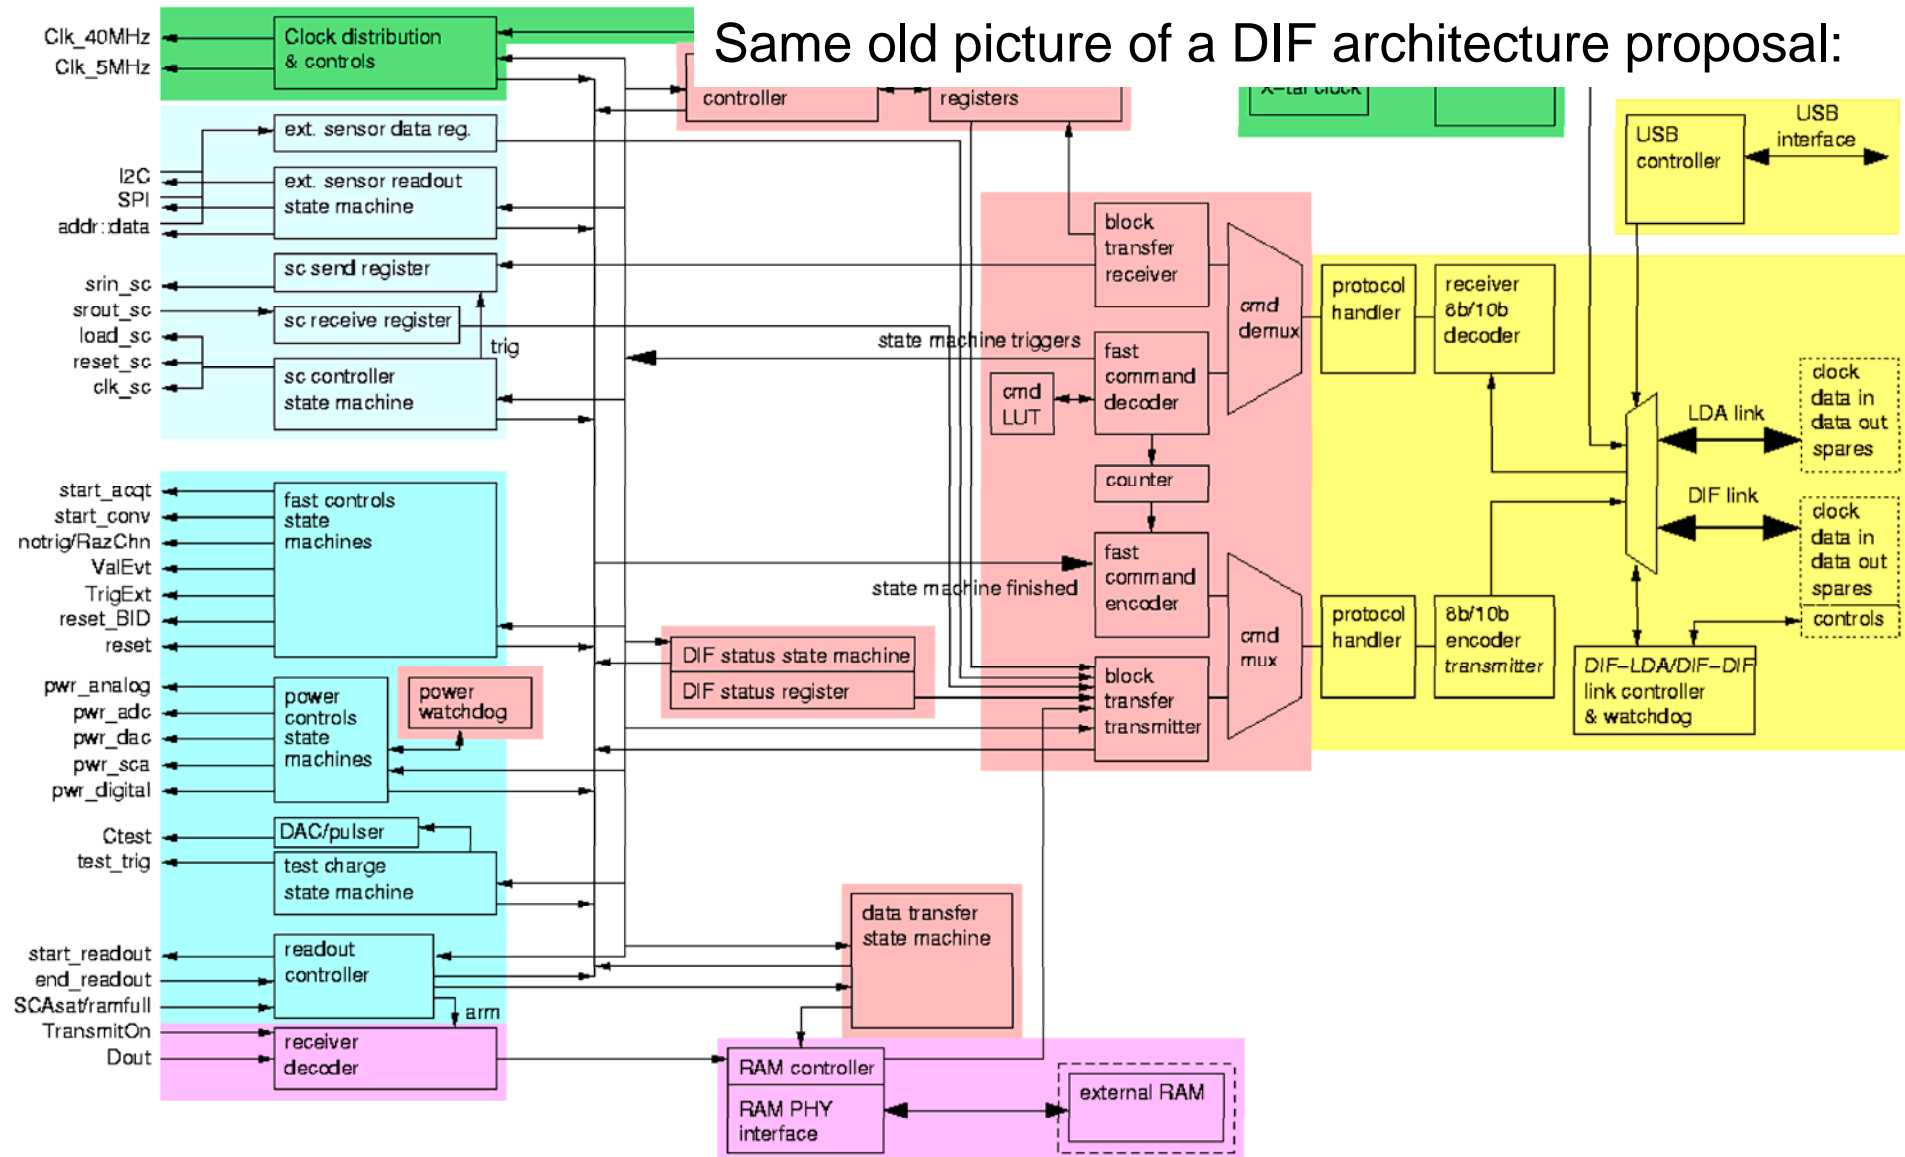 Same old picture of a DIF architecture proposal:
Clk_40MHz
Clk_5MHz
Clock distribution
& controls
controller
registers
X-tal clock
USB
controller
USB
interface
I2C
SPI
addr::data
ext. sensor data reg.
ext. sensor readout
state machine
srin_sc
srout_sc
load_sc
reset_sc
clk_sc
sc send register
sc receive register
trig
sc controller
state machine
block
transfer
receiver
cmd
demux
state machine triggers
fast
command
decoder
cmd
LUT
counter
fast
command
encoder
state machine finished
cmd
mux
block
transfer
transmitter
protocol
handler
receiver
8b/10b
decoder
protocol
handler
8b/10b
encoder
transmitter
LDA link
clock
data in
data out
spares
DIF link
clock
data in
data out
spares
controls
DIF-LDA/DIF-DIF
link controller
& watchdog
start_acqt
start_conv
notrig/RazChn
ValEvt
TrigExt
reset_BID
reset
fast controls
state
machines
DIF status state machine
DIF status register
pwr_analog
pwr_adc
pwr_dac
pwr_sca
pwr_digital
power
controls
state
machines
power
watchdog
Ctest
test_trig
DAC/pulser
test charge
state machine
start_readout
end_readout
SCAsat/ramfull
readout
controller
arm
data transfer
state machine
TransmitOn
Dout
receiver
decoder
RAM controller
RAM PHY
interface
external RAM